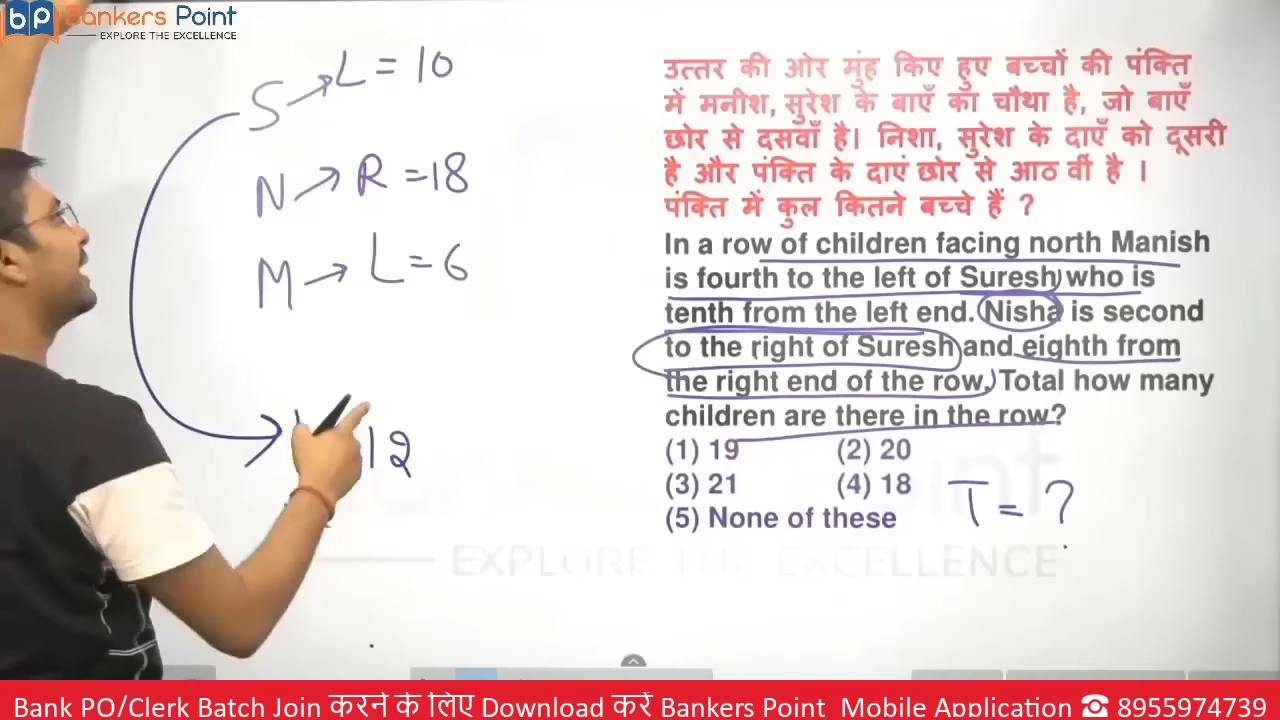 bp Bankers Point
EXPLORE THE EXCELLENCE
S → L = 10
N → R = 18
M → L = 6
12
उत्तर की ओर मुंह किए हुए बच्चों की पंक्ति
में मनीश, सुरेश के बाएँ का चौथा है, जो बाएँ
छोर से दसवाँ है। निशा, सुरेश के दाएँ को दूसरी
है और पंक्ति के दाएं छोर से आठ वीं है ।
पंक्ति में कुल कितने बच्चे हैं ?
In a row of children facing north Manish
is fourth to the left of Suresh who is
tenth from the left end. Nisha is second
to the right of Suresh and eighth from
the right end of the row. Total how many
children are there in the row?
(1) 19 (2) 20
(3) 21 (4) 18
(5) None of these
T = ?
EXPLORE THE EXCELLENCE
Bank PO/Clerk Batch Join करने के लिए Download करें Bankers Point Mobile Application ☎ 8955974739